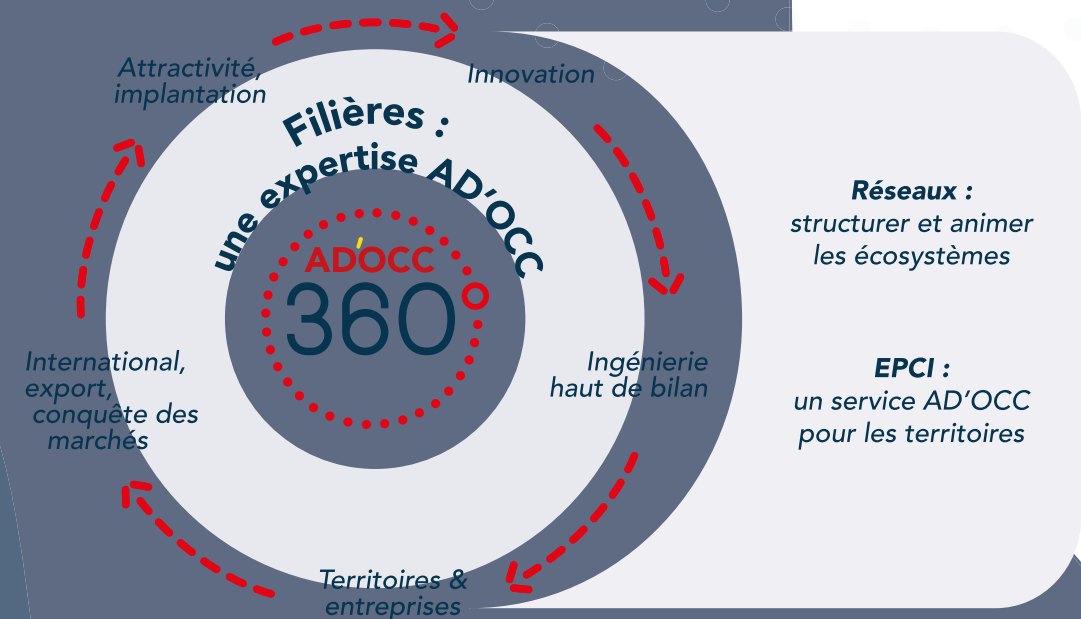 Attractivité,
implantation
Innovation
Filières :
une expertise AD’OCC
AD'OCC
360
Ingénierie
haut de bilan
Territoires &
entreprises
International,
export,
conquête des
marchés
Réseaux :
structurer et animer
les écosystèmes
EPCI :
un service AD’OCC
pour les territoires